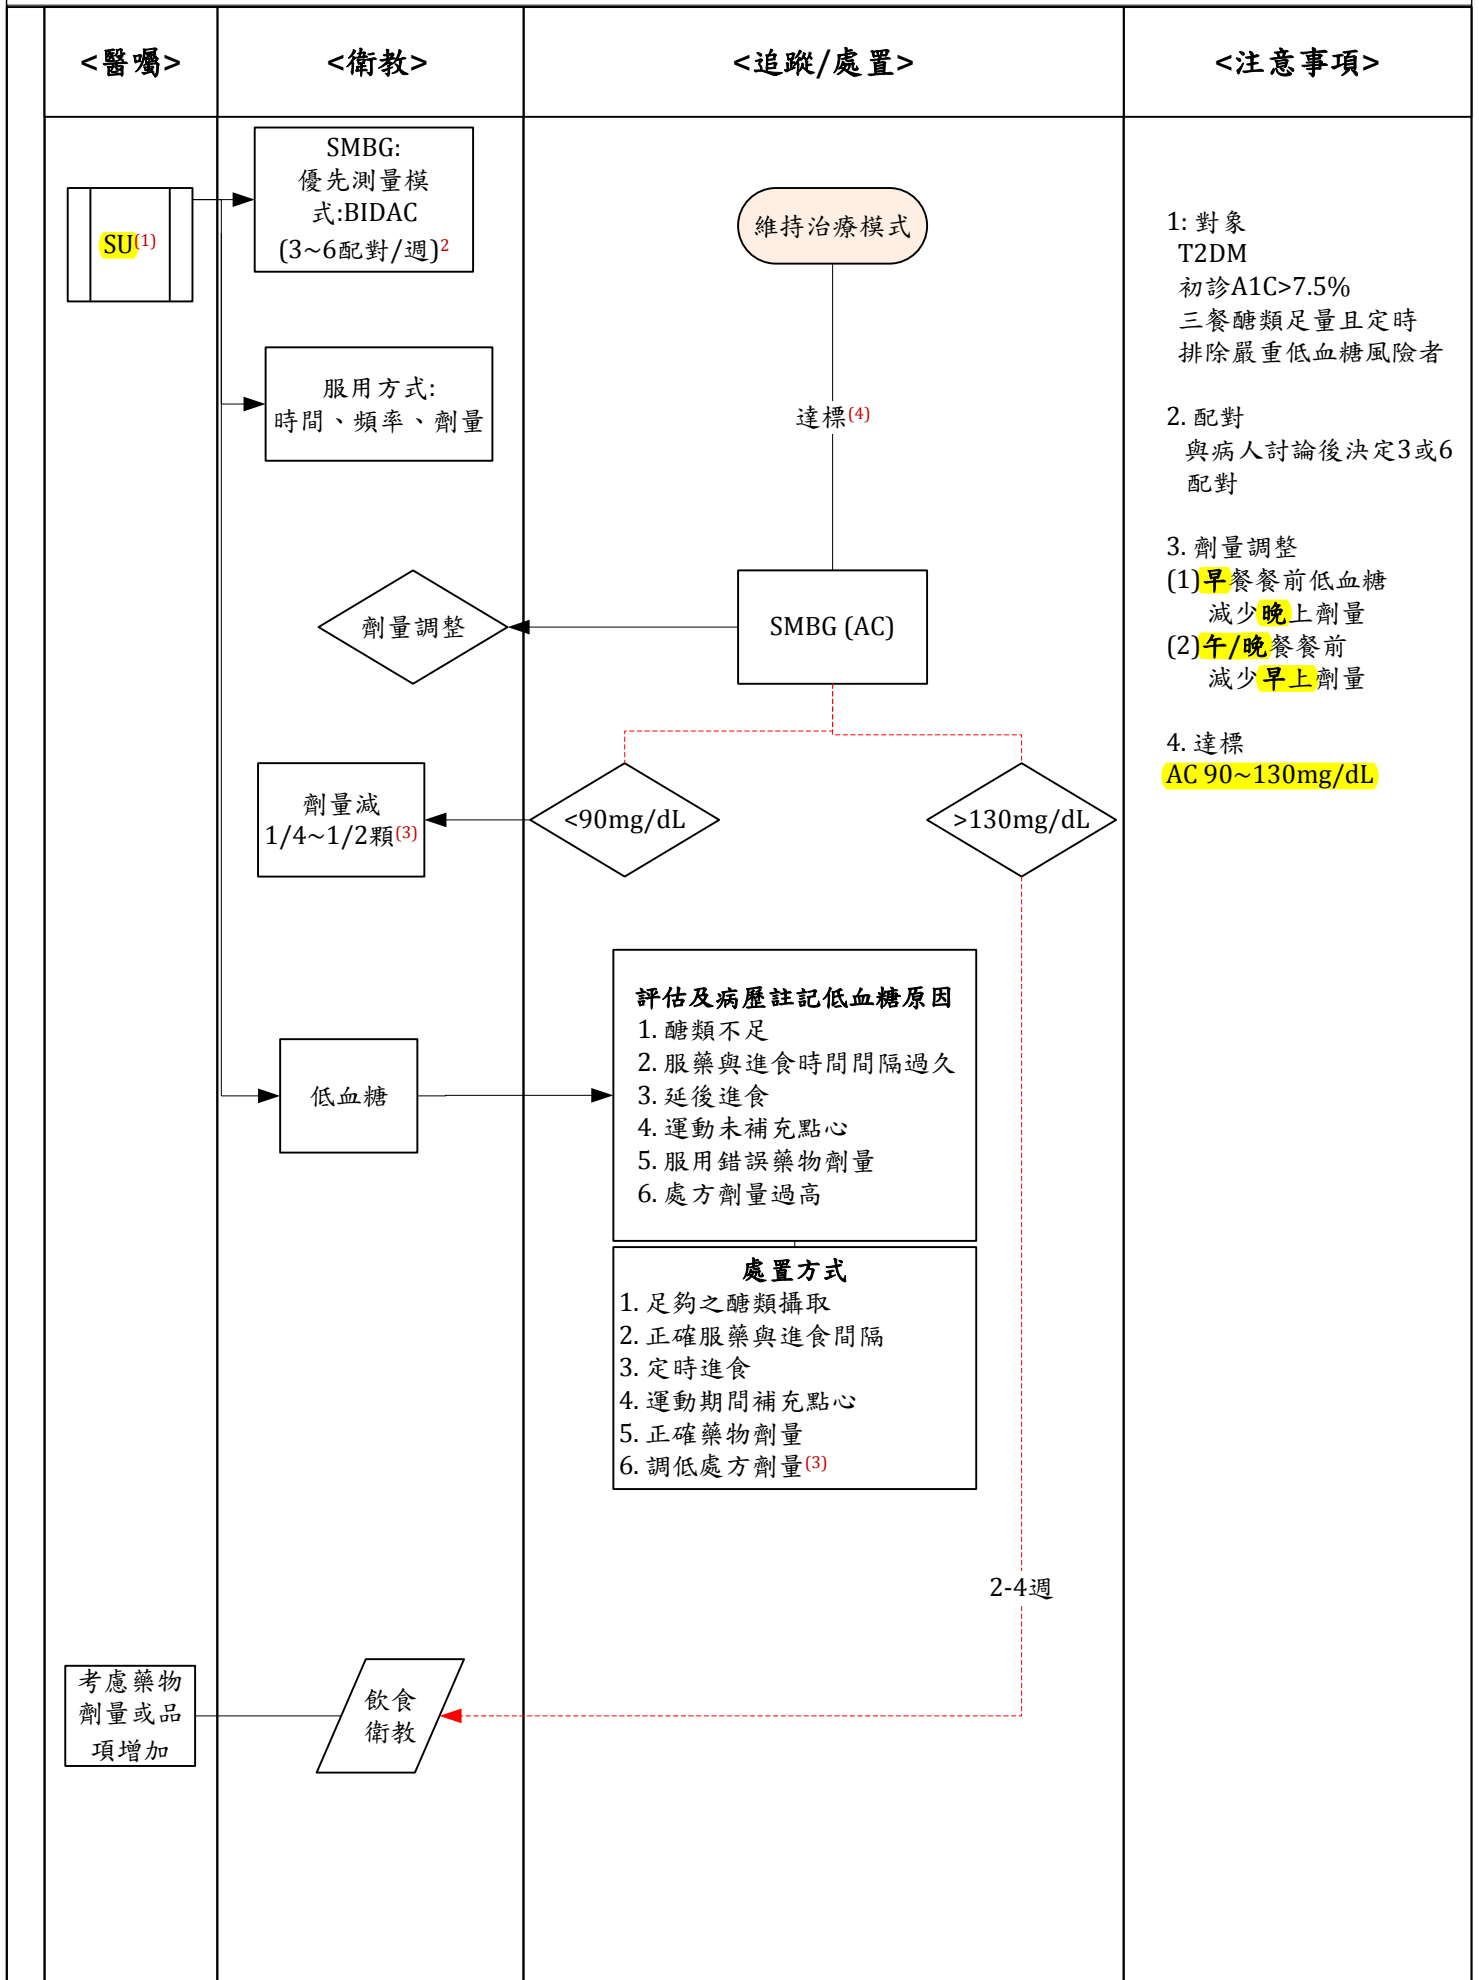 <醫囑>
<衛教>
<追蹤/處置>
<注意事項>
SU(1)
SMBG:
優先測量模
式:BIDAC
(3~6配對/週)2
服用方式:
時間、頻率、劑量
維持治療模式
達標(4)
SMBG (AC)
劑量調整
<90mg/dL
>130mg/dL
劑量減
1/4~1/2顆(3)
低血糖
評估及病歷註記低血糖原因
1. 醣類不足
2. 服藥與進食時間間隔過久
3. 延後進食
4. 運動未補充點心
5. 服用錯誤藥物劑量
6. 處方劑量過高
處置方式
1. 足夠之醣類攝取
2. 正確服藥與進食間隔
3. 定時進食
4. 運動期間補充點心
5. 正確藥物劑量
6. 調低處方劑量(3)
2-4週
飲食
衛教
考慮藥物
劑量或品
項增加
1: 對象
T2DM
初診A1C>7.5%
三餐醣類足量且定時
排除嚴重低血糖風險者
2. 配對
與病人討論後決定3或6
配對
3. 劑量調整
(1)早餐餐前低血糖
減少晚上劑量
(2)午/晚餐餐前
減少早上劑量
4. 達標
AC 90~130mg/dL